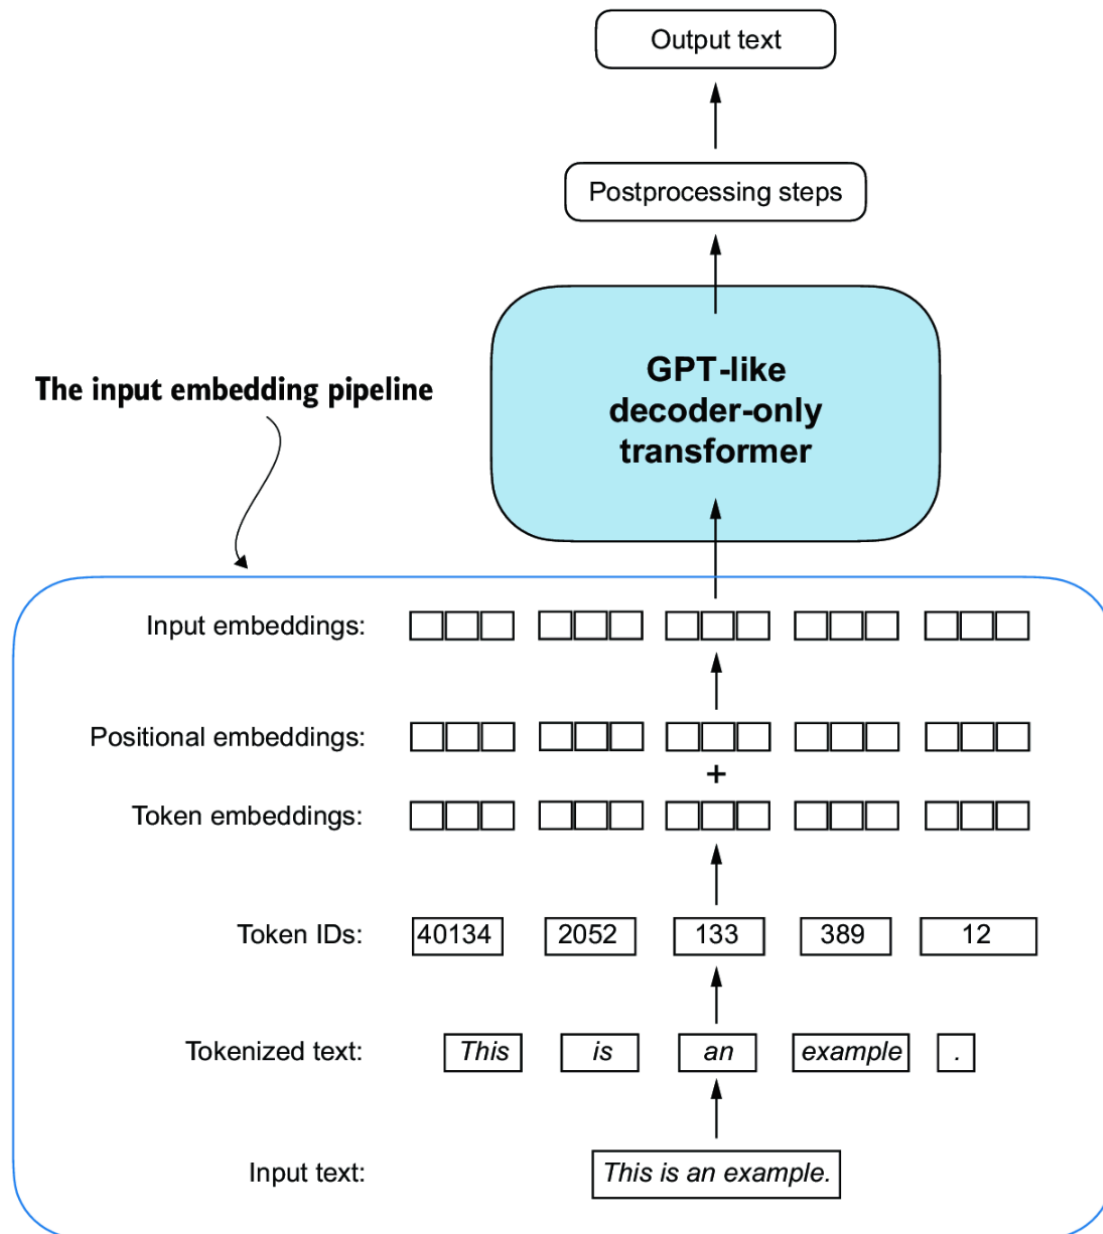 Output text
Postprocessing steps
GPT-like
decoder-only
transformer
The input embedding pipeline
Input embeddings:
Positional embeddings:
+
Token embeddings:
Token IDs: 40134 2052 133 389 12
Tokenized text: This is an example .
Input text: This is an example.